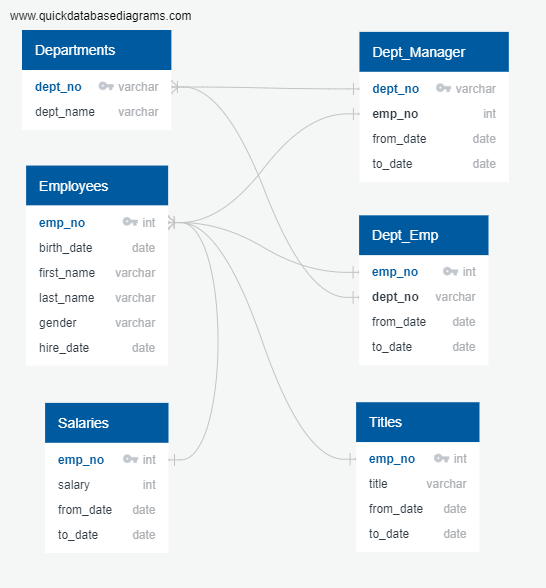 www.quickdatabasediagrams.com
Departments
dept_no varchar
dept_name varchar
Employees
emp_no int
birth_date date
first_name varchar
last_name varchar
gender varchar
hire_date date
Salaries
emp_no int
salary int
from_date date
to_date date
Dept_Manager
dept_no varchar
emp_no int
from_date date
to_date date
Dept_Emp
emp_no int
dept_no varchar
from_date date
to_date date
Titles
emp_no int
title varchar
from_date date
to_date date